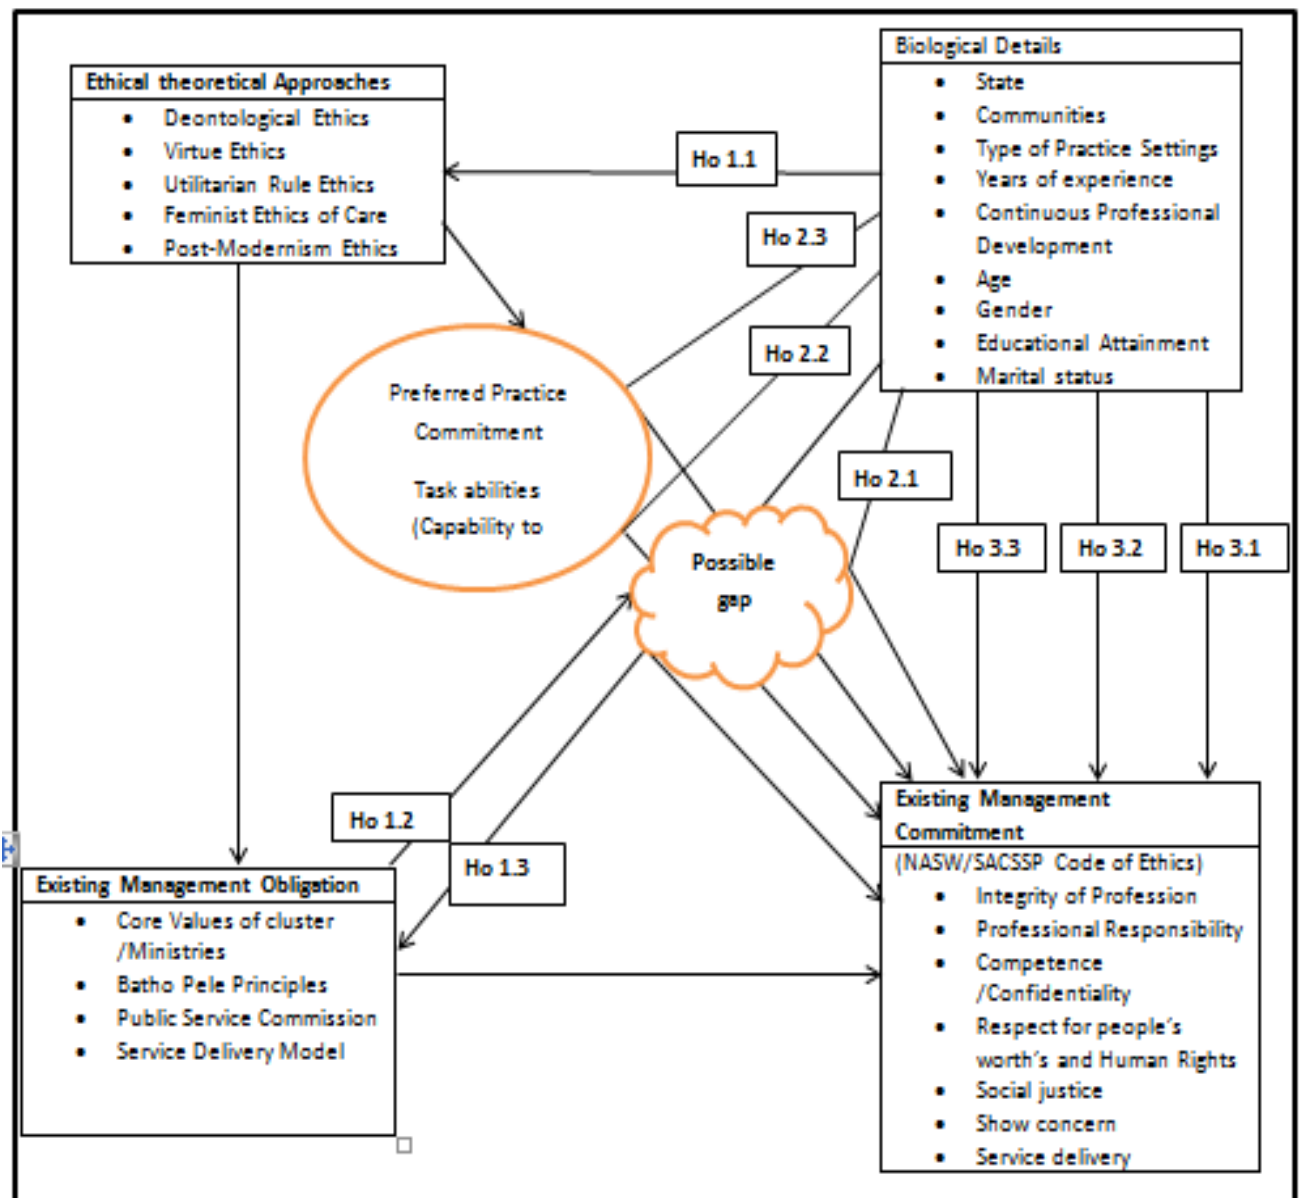 Ethical theoretical Approaches
• Deontological Ethics
• Virtue Ethics
• Utilitarian Rule Ethics
• Feminist Ethics of Care
• Post-Modernism Ethics
Biological Details
• State
• Communities
• Type of Practice Settings
• Years of experience
• Continuous Professional
Development
• Age
• Gender
• Educational Attainment
• Marital status
Ho 1.1
Ho 2.3
Ho 2.2
Preferred Practice
Commitment
Task abilities
(Capability to
Ho 2.1
Possible
gap
Ho 3.3
Ho 3.2
Ho 3.1
Ho 1.2
Ho 1.3
Existing Management Obligation
• Core Values of cluster
/Ministries
• Batho Pele Principles
• Public Service Commission
• Service Delivery Model
Existing Management
Commitment
(NASW/SACSSP Code of Ethics)
• Integrity of Profession
• Professional Responsibility
• Competence
/Confidentiality
• Respect for people's
worth's and Human Rights
• Social justice
• Show concern
• Service delivery